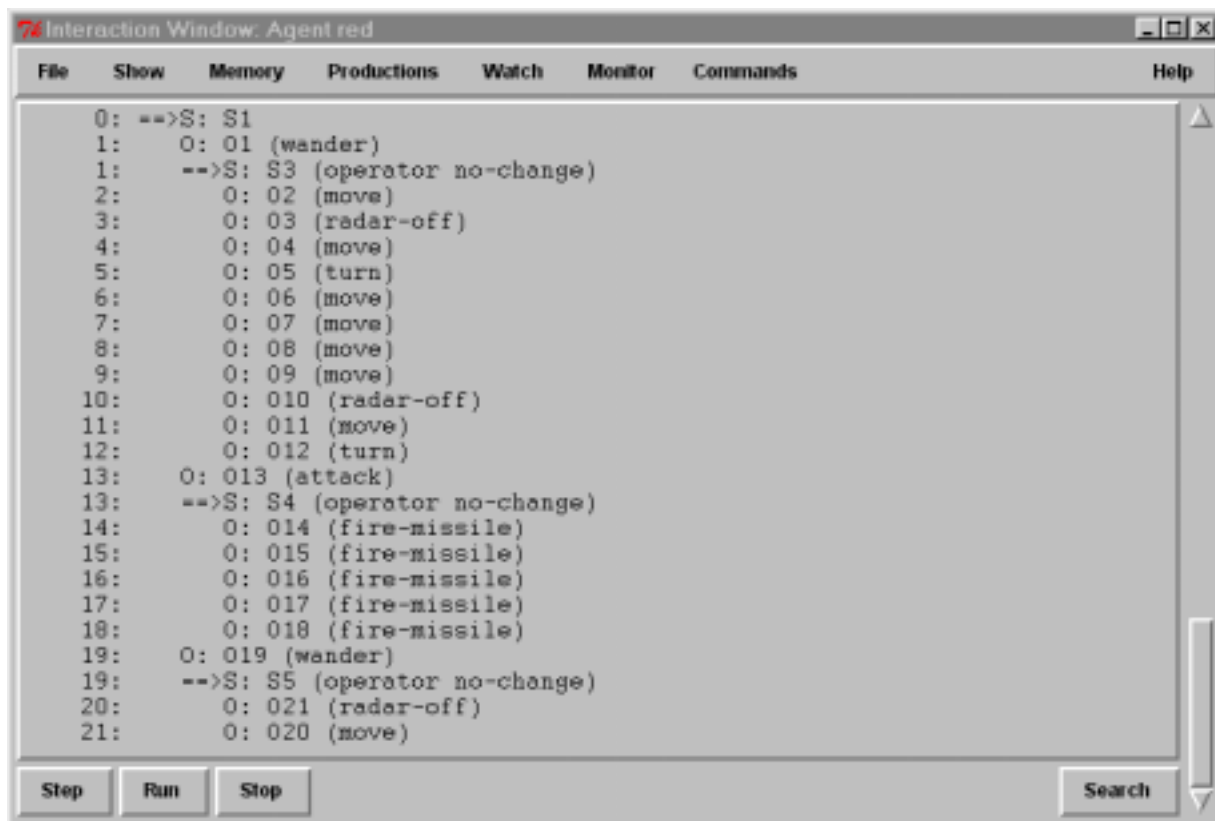 7% Interaction Window: Agent red
File Show Memory Productions Watch Monitor Commands Help
0: ==>S: S1
1: O: O1 (wander)
1: ==>S: S3 (operator no-change)
2: O: O2 (move)
3: O: O3 (radar-off)
4: O: O4 (move)
5: O: O5 (turn)
6: O: O6 (move)
7: O: O7 (move)
8: O: O8 (move)
9: O: O9 (move)
10: O: O10 (radar-off)
11: O: O11 (move)
12: O: O12 (turn)
13: O: O13 (attack)
13: ==>S: S4 (operator no-change)
14: O: O14 (fire-missile)
15: O: O15 (fire-missile)
16: O: O16 (fire-missile)
17: O: O17 (fire-missile)
18: O: O18 (fire-missile)
19: O: O19 (wander)
19: ==>S: S5 (operator no-change)
20: O: O21 (radar-off)
21: O: O20 (move)
Step Run Stop Search